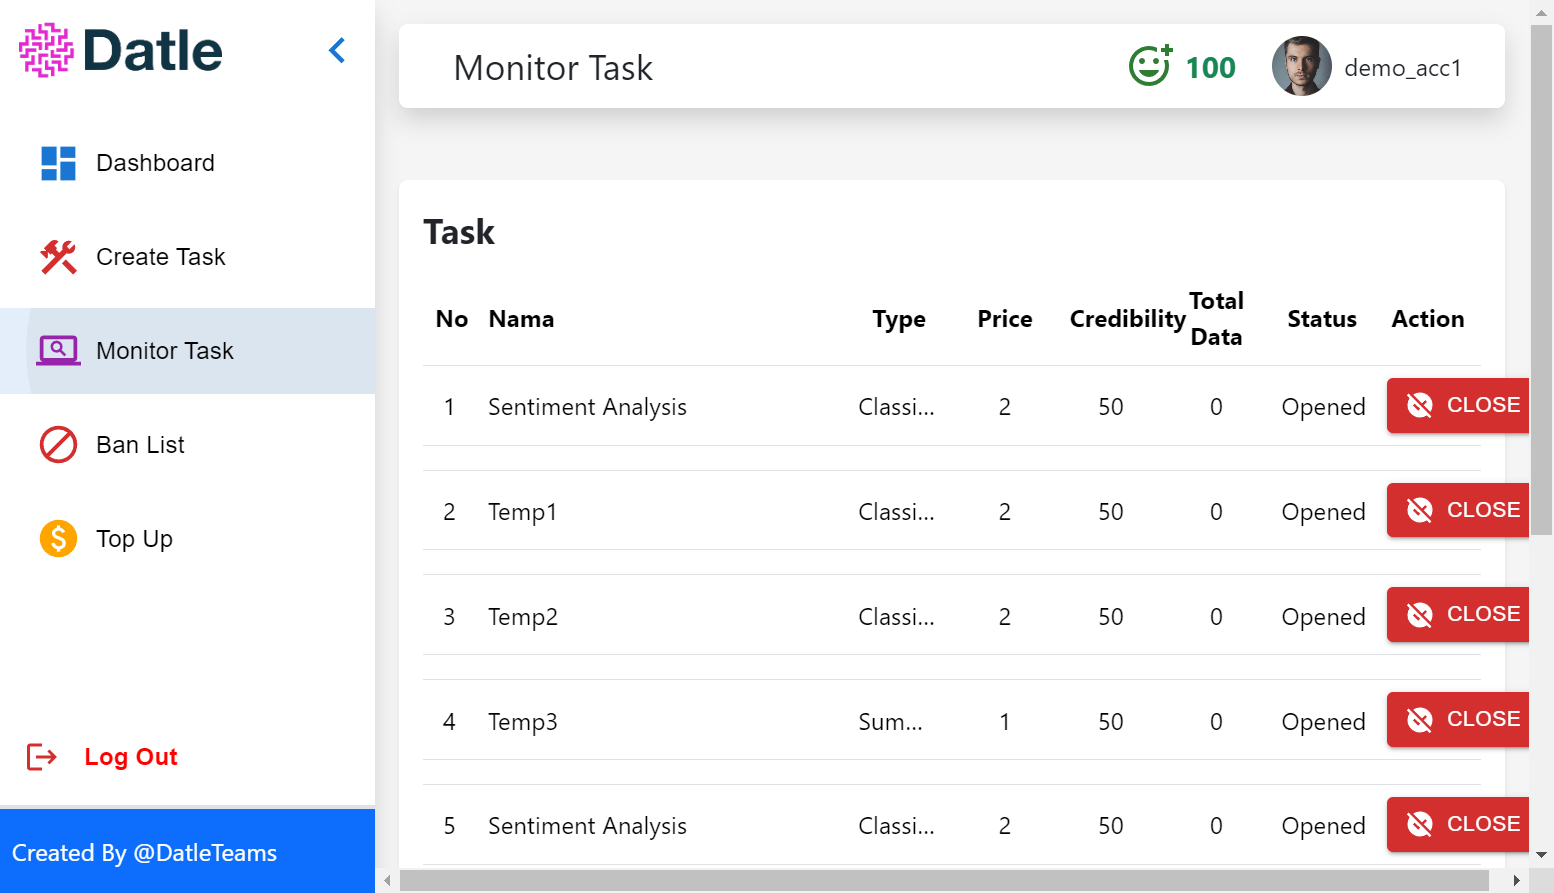 Datle
Monitor Task
100
demo_acc1
Dashboard
Create Task
Monitor Task
Ban List
Top Up
Log Out
Created By @DatleTeams
Task
No Nama Type Price Credibility Total Data Status Action
1 Sentiment Analysis Classi... 2 50 0 Opened CLOSE
2 Temp1 Classi... 2 50 0 Opened CLOSE
3 Temp2 Classi... 2 50 0 Opened CLOSE
4 Temp3 Sum... 1 50 0 Opened CLOSE
5 Sentiment Analysis Classi... 2 50 0 Opened CLOSE